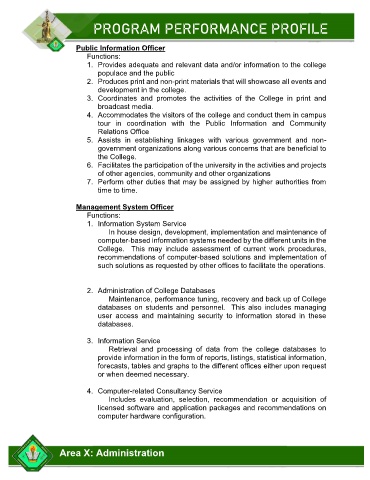 PROGRAM PERFORMANCE PROFILE
Public Information Officer
Functions:
1. Provides adequate and relevant data and/or information to the college
populace and the public
2. Produces print and non-print materials that will showcase all events and
development in the college.
3. Coordinates and promotes the activities of the College in print and
broadcast media.
4. Accommodates the visitors of the college and conduct them in campus
tour in coordination with the Public Information and Community
Relations Office
5. Assists in establishing linkages with various government and non-
government organizations along various concerns that are beneficial to
the College.
6. Facilitates the participation of the university in the activities and projects
of other agencies, community and other organizations
7. Perform other duties that may be assigned by higher authorities from
time to time.
Management System Officer
Functions:
1. Information System Service
In house design, development, implementation and maintenance of
computer-based information systems needed by the different units in the
College. This may include assessment of current work procedures,
recommendations of computer-based solutions and implementation of
such solutions as requested by other offices to facilitate the operations.
2. Administration of College Databases
Maintenance, performance tuning, recovery and back up of College
databases on students and personnel. This also includes managing
user access and maintaining security to information stored in these
databases.
3. Information Service
Retrieval and processing of data from the college databases to
provide information in the form of reports, listings, statistical information,
forecasts, tables and graphs to the different offices either upon request
or when deemed necessary.
4. Computer-related Consultancy Service
Includes evaluation, selection, recommendation or acquisition of
licensed software and application packages and recommendations on
computer hardware configuration.
Area X: Administration